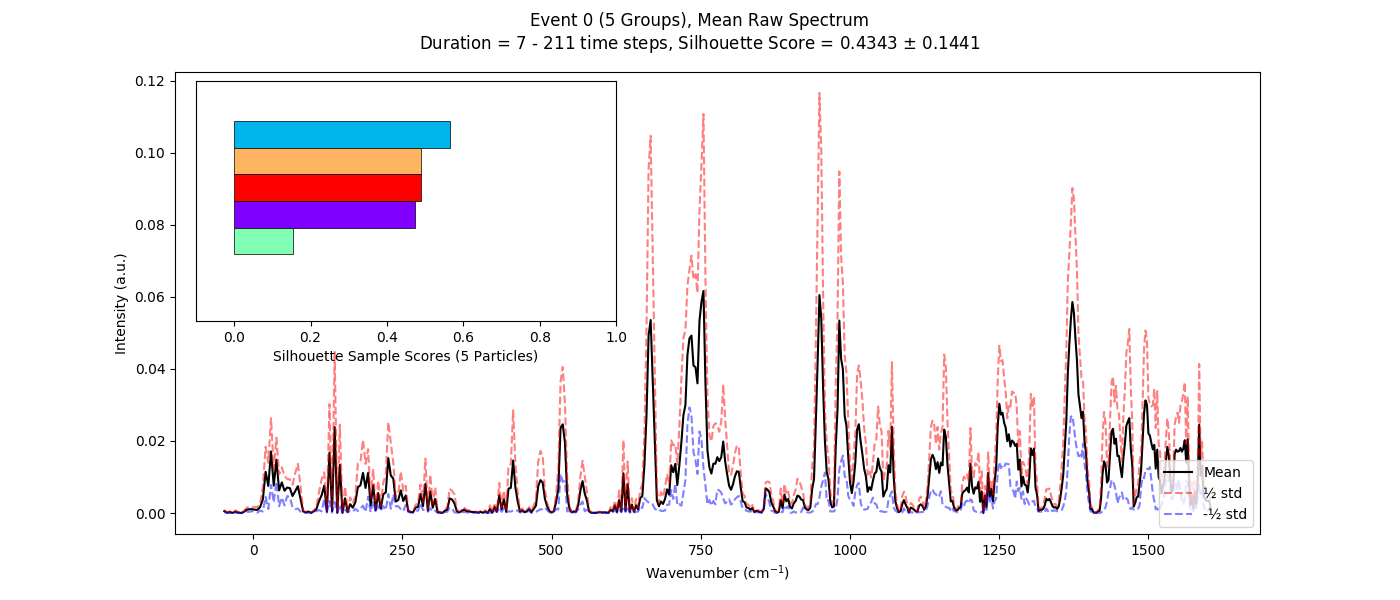 Event 0 (5 Groups), Mean Raw Spectrum
Duration = 7 - 211 time steps, Silhouette Score = 0.4343 ± 0.1441
Intensity (a.u.)
0.12
0.10
0.08
0.06
0.04
0.02
0.00
0.0 0.2 0.4 0.6 0.8 1.0
Silhouette Sample Scores (5 Particles)
Mean
½ std
-½ std
0 250 500 750 1000 1250 1500
Wavenumber (cm⁻¹)